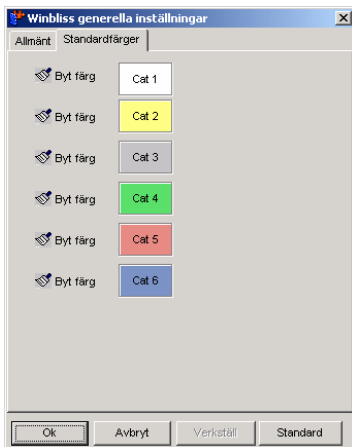 Winbliss generella inställningar
Allmänt Standardfärger
Byt färg Cat 1
Byt färg Cat 2
Byt färg Cat 3
Byt färg Cat 4
Byt färg Cat 5
Byt färg Cat 6
Ok Avbryt Verkställ Standard